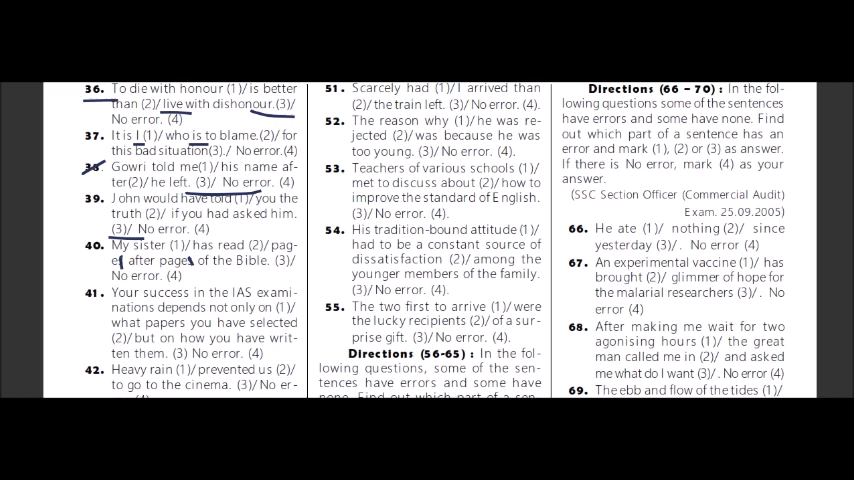 36. To die with honour (1)/ is better
than (2)/ live with dishonour.(3)/
No error. (4)
37. It is I (1)/ who is to blame.(2)/ for
this bad situation(3)./ No error.(4)
38. Gowri told me(1)/ his name af-
ter(2)/ he left. (3)/ No error. (4)
39. John would have told (1)/you the
truth (2)/ if you had asked him.
(3)/ No error. (4)
40. My sister (1)/ has read (2)/ pag-
es after pages of the Bible. (3)/
No error. (4)
41. Your success in the IAS exami-
nations depends not only on (1)/
what papers you have selected
(2)/ but on how you have writ-
ten them. (3) No error. (4)
42. Heavy rain (1)/ prevented us (2)/
to go to the cinema. (3)/ No er-
51. Scarcely had (1)/ I arrived than
(2)/ the train left. (3)/ No error. (4).
52. The reason why (1)/ he was re-
jected (2)/ was because he was
too young. (3)/ No error. (4).
53. Teachers of various schools (1)/
met to discuss about (2)/ how to
improve the standard of English.
(3)/ No error. (4).
54. His tradition-bound attitude (1)/
had to be a constant source of
dissatisfaction (2)/ among the
younger members of the family.
(3)/ No error. (4).
55. The two first to arrive (1)/ were
the lucky recipients (2)/ of a sur-
prise gift. (3)/ No error. (4).
Directions (56-65) : In the fol-
lowing questions, some of the sen-
tences have errors and some have
none. Find out which part of a sen-
Directions (66 – 70) : In the fol-
lowing questions some of the sentences
have errors and some have none. Find
out which part of a sentence has an
error and mark (1), (2) or (3) as answer.
If there is No error, mark (4) as your
answer.
(SSC Section Officer (Commercial Audit)
Exam. 25.09.2005)
66. He ate (1)/ nothing (2)/ since
yesterday (3)/. No error (4)
67. An experimental vaccine (1)/ has
brought (2)/ glimmer of hope for
the malarial researchers (3)/. No
error (4)
68. After making me wait for two
agonising hours (1)/ the great
man called me in (2)/ and asked
me what do I want (3)/. No error (4)
69. The ebb and flow of the tides (1)/